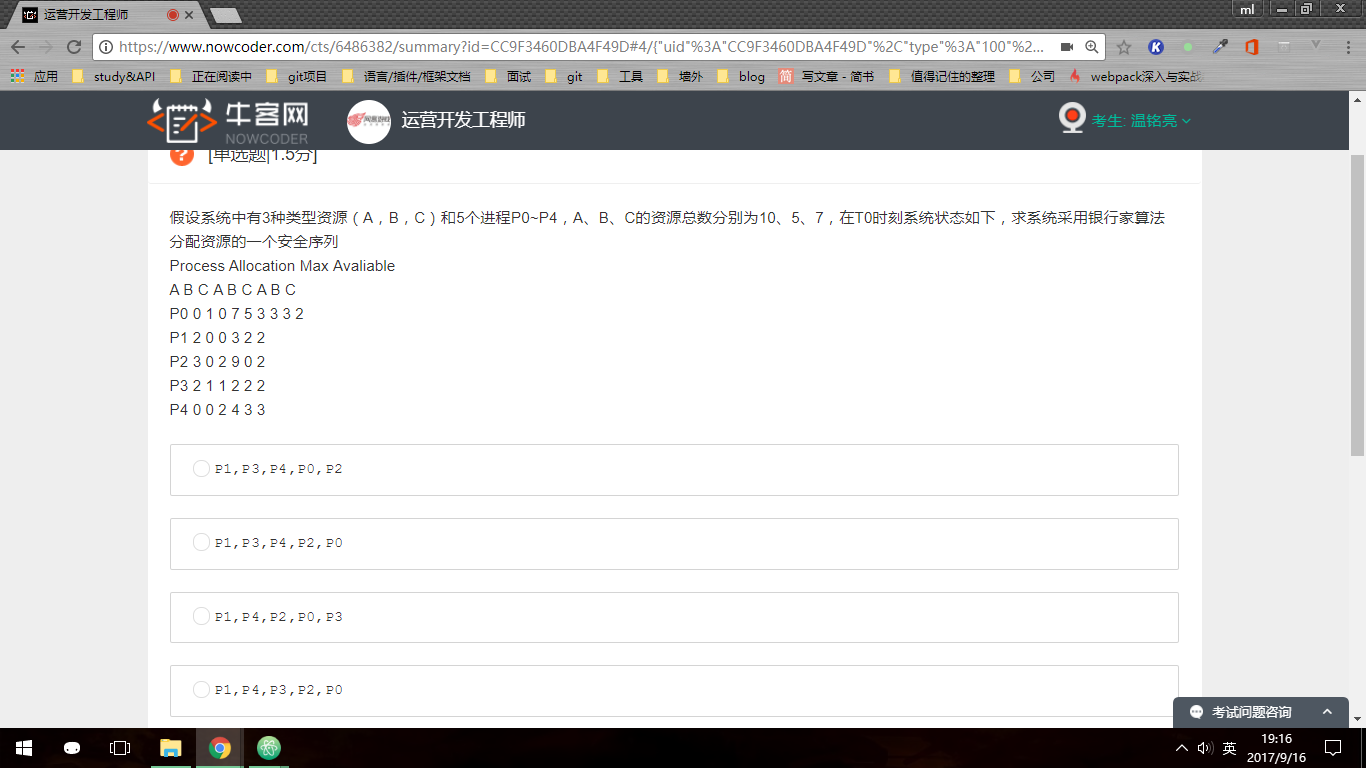 运营开发工程师
ml
https://www.nowcoder.com/cts/6486382/summary?id=CC9F3460DBA4F49D#4/{"uid"%3A"CC9F3460DBA4F49D"%2C"type"%3A"100"%2...
应用 study&API 正在阅读中 git项目 语言/插件/框架文档 面试 git 工具 墙外 blog 简 写文章 - 简书 值得记住的整理 公司 webpack深入与实战
牛客网
NOWCODER
运营开发工程师
考生: 温铭亮
[单选题|1.5分]
假设系统中有3种类型资源（A，B，C）和5个进程P0~P4，A、B、C的资源总数分别为10、5、7，在T0时刻系统状态如下，求系统采用银行家算法
分配资源的一个安全序列
Process Allocation Max Avaliable
A B C A B C A B C
P0 0 1 0 7 5 3 3 3 2
P1 2 0 0 3 2 2
P2 3 0 2 9 0 2
P3 2 1 1 2 2 2
P4 0 0 2 4 3 3
P1,P3,P4,P0,P2
P1,P3,P4,P2,P0
P1,P4,P2,P0,P3
P1,P4,P3,P2,P0
考试问题咨询
英
19:16
2017/9/16